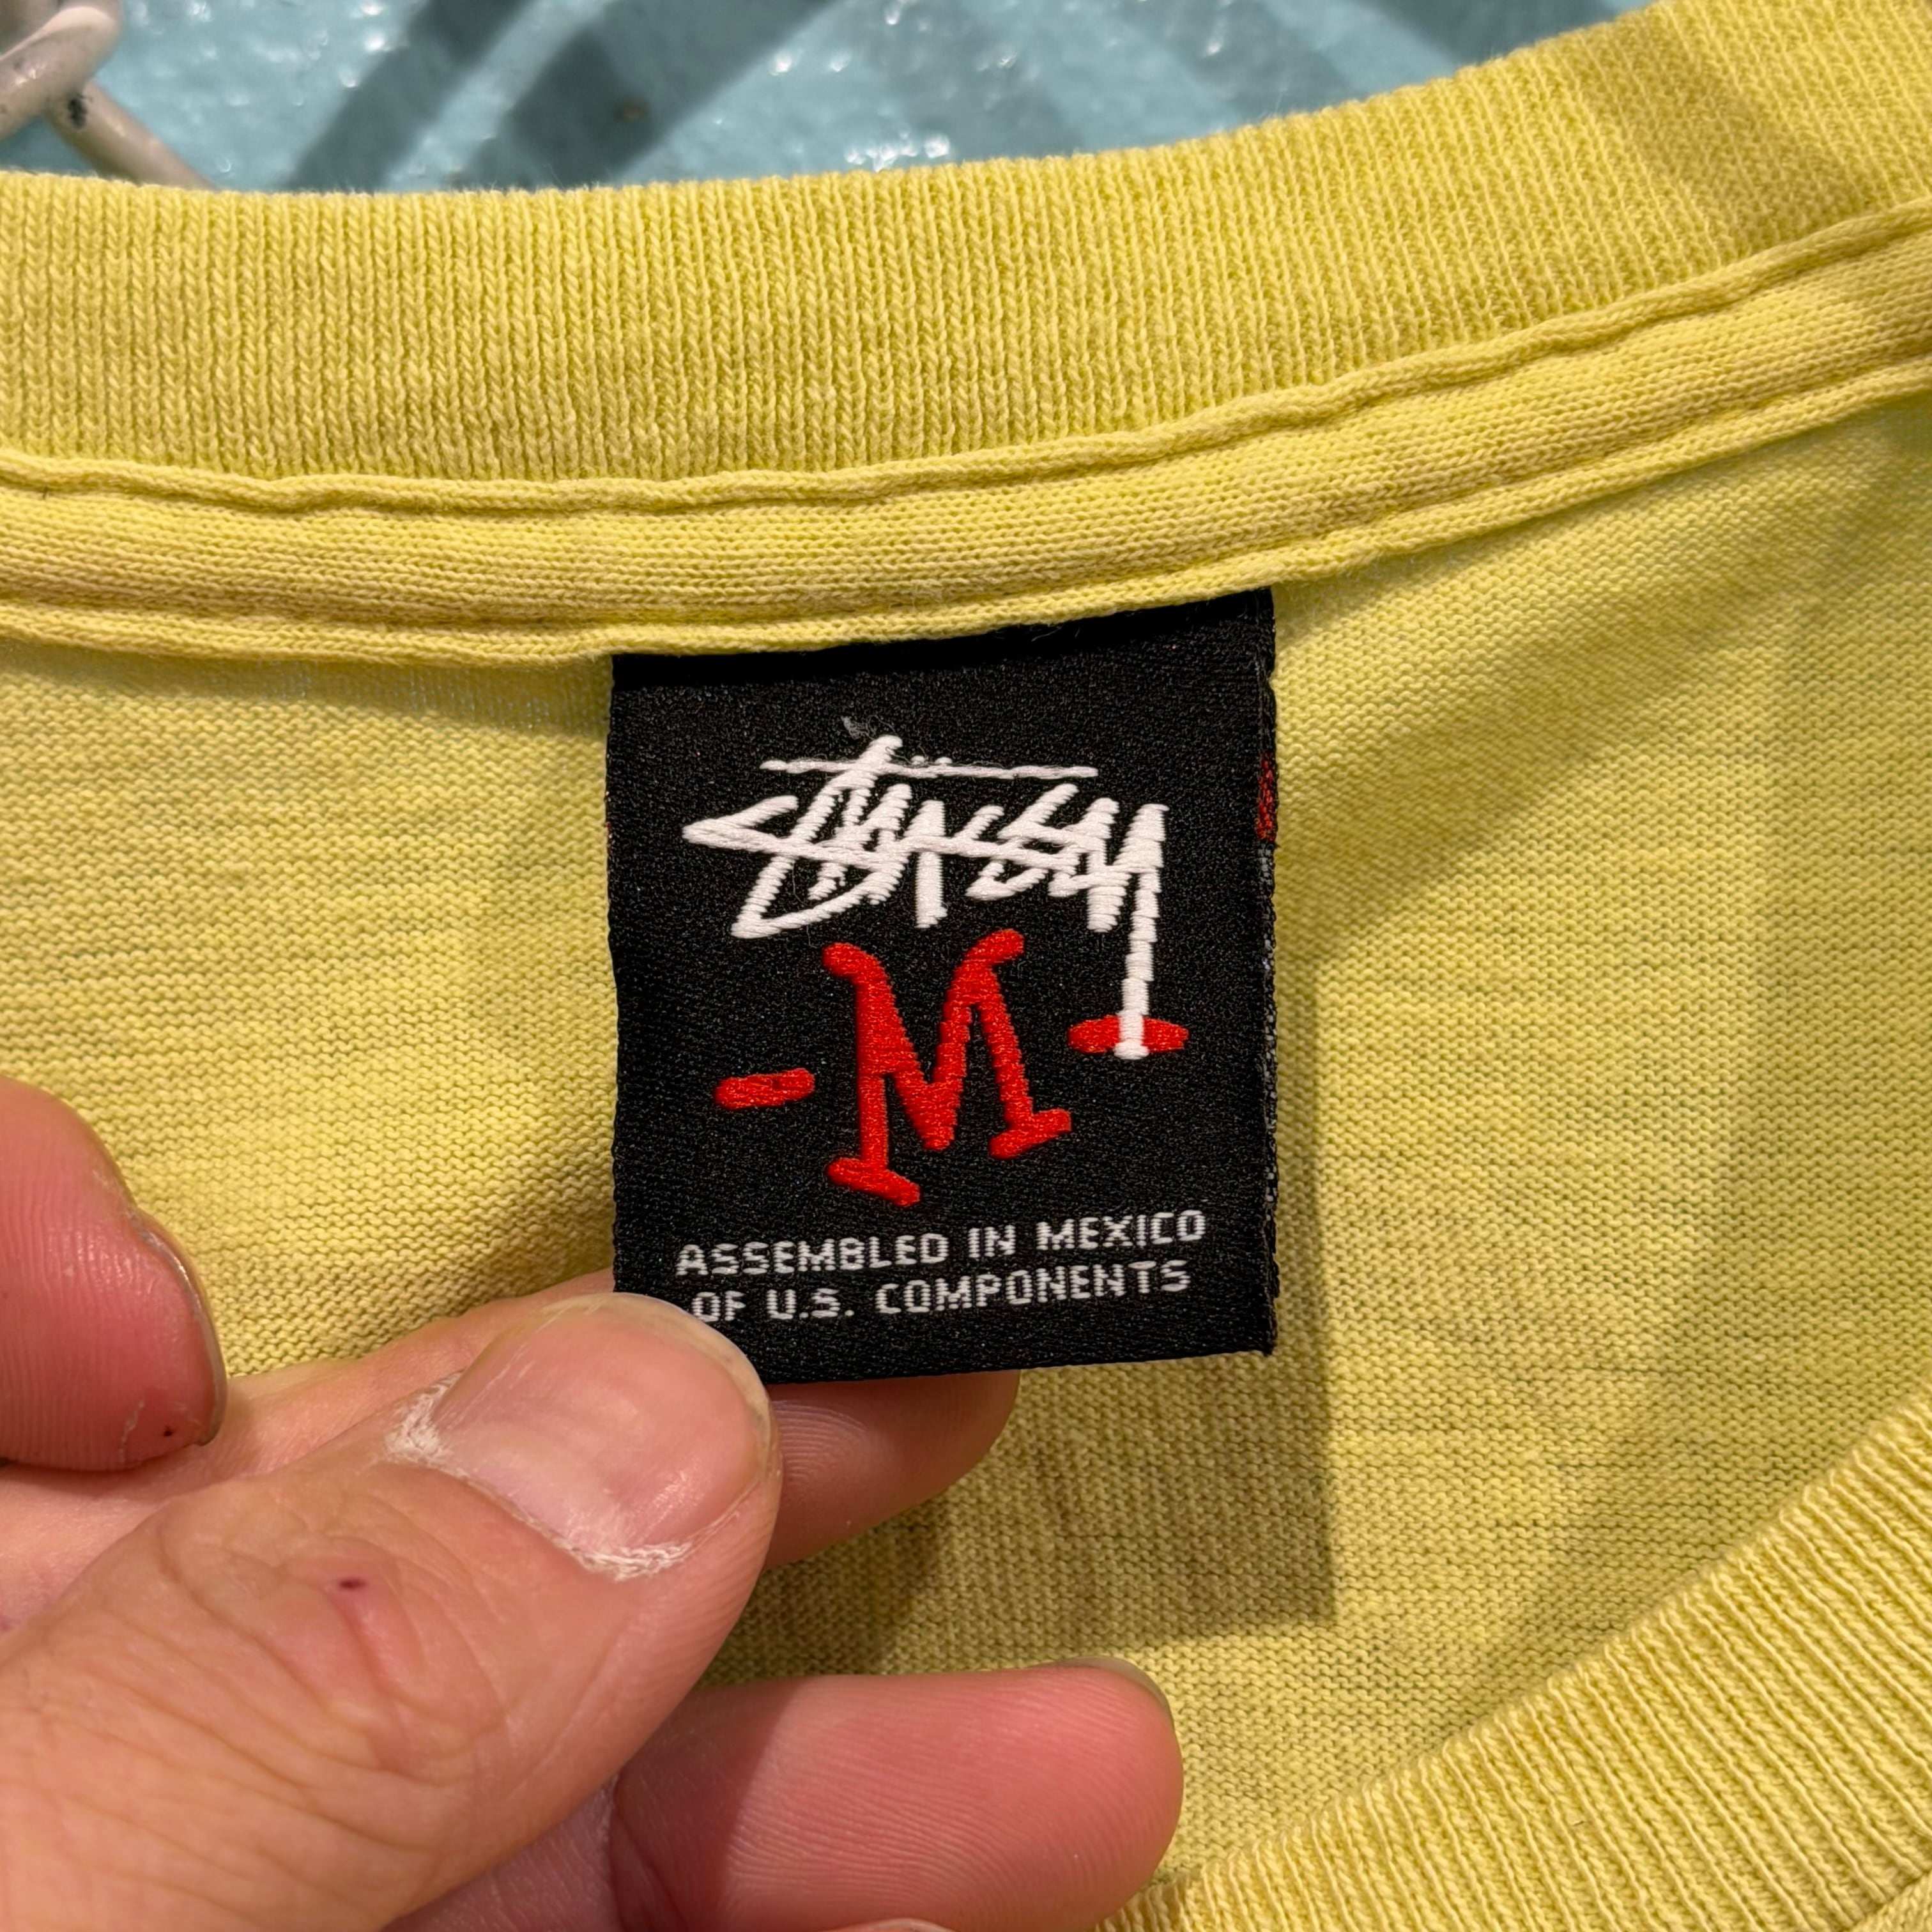 Stüssy
-M
ASSEMBLED IN MEXICO
OF U.S. COMPONENTS